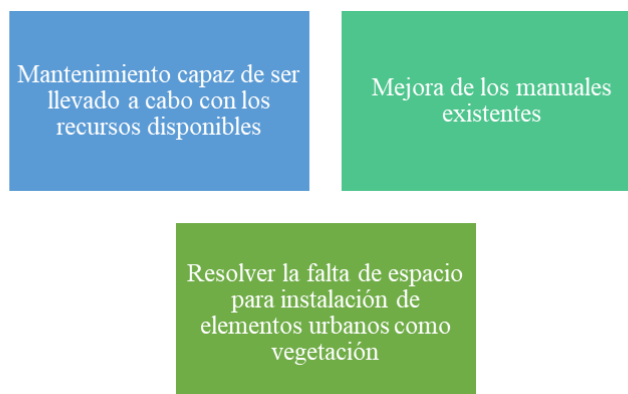 Mantenimiento capaz de ser
llevado a cabo con los
recursos disponibles
Mejora de los manuales
existentes
Resolver la falta de espacio
para instalación de
elementos urbanos como
vegetación